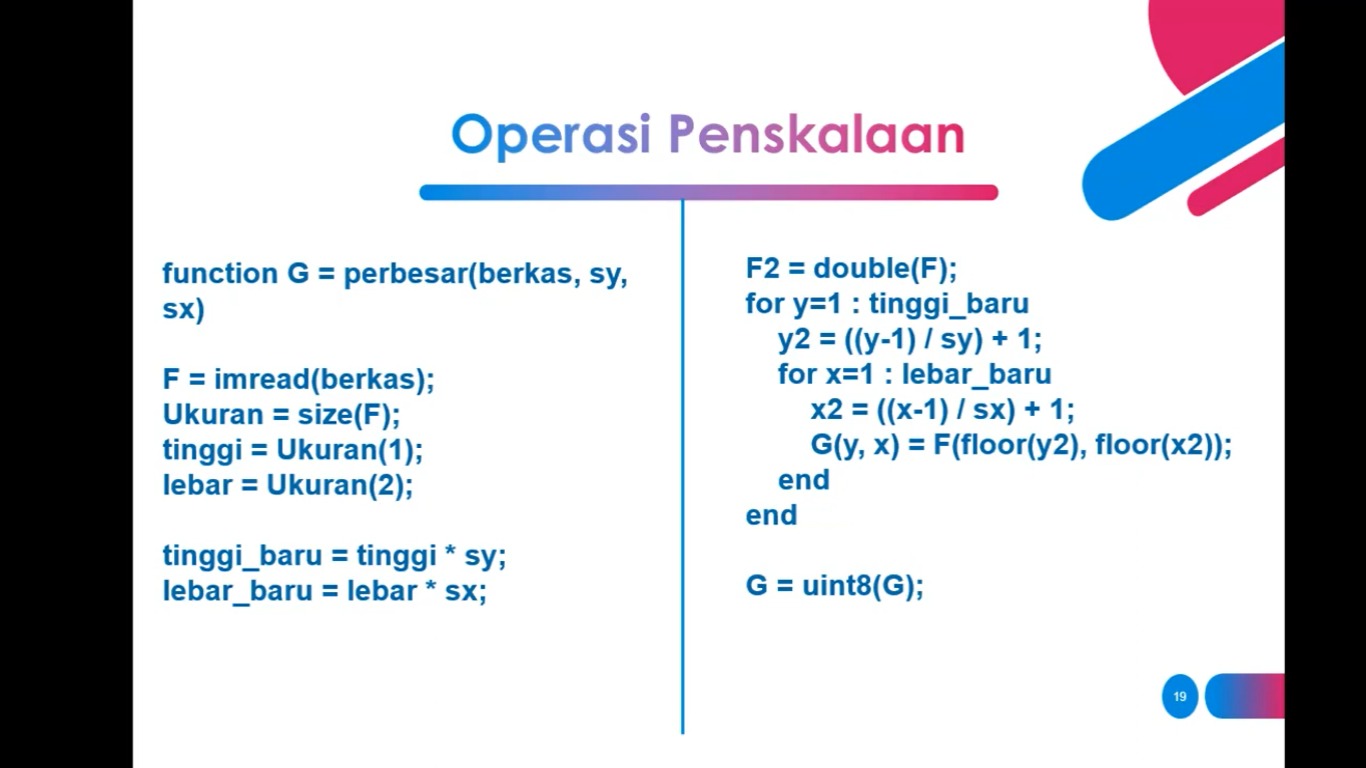 Operasi Penskalaan
function G = perbesar(berkas, sy,
sx)
F = imread(berkas);
Ukuran = size(F);
tinggi = Ukuran(1);
lebar = Ukuran(2);
tinggi_baru = tinggi * sy;
lebar_baru = lebar * sx;
F2 = double(F);
for y=1 : tinggi_baru
y2 = ((y-1) / sy) + 1;
for x=1 : lebar_baru
x2 = ((x-1) / sx) + 1;
G(y, x) = F(floor(y2), floor(x2));
end
end
G = uint8(G);
19